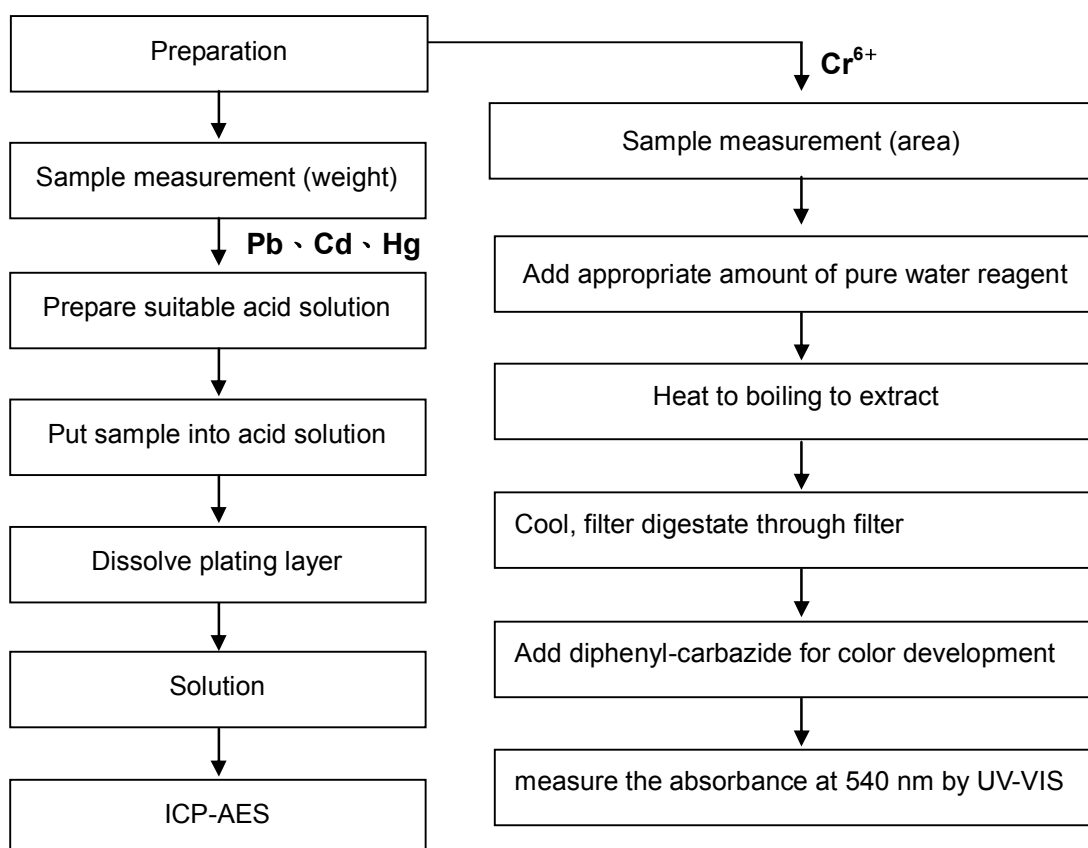 Preparation
Sample measurement (weight)
Pb、Cd、Hg
Prepare suitable acid solution
Put sample into acid solution
Dissolve plating layer
Solution
ICP-AES
Cr⁶⁺
Sample measurement (area)
Add appropriate amount of pure water reagent
Heat to boiling to extract
Cool, filter digestate through filter
Add diphenyl-carbazide for color development
measure the absorbance at 540 nm by UV-VIS